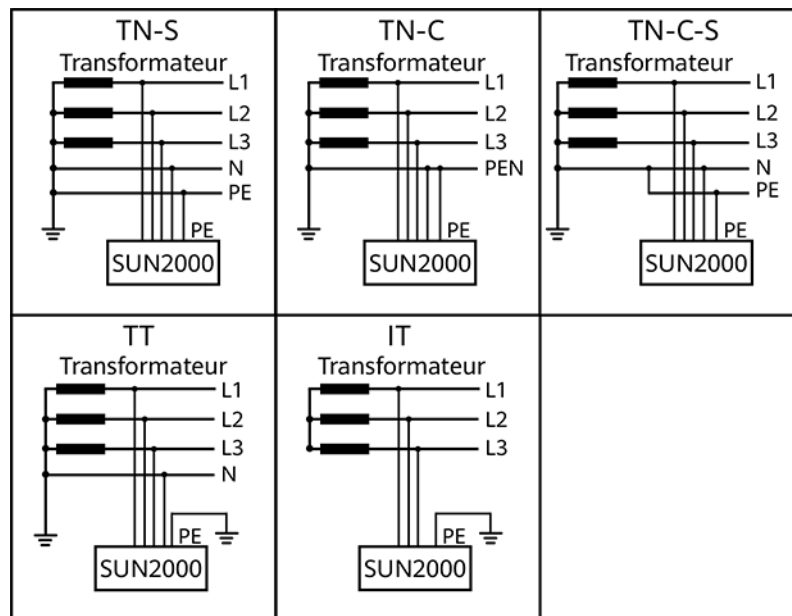 TN-S
Transformateur
L1
L2
L3
N
PE
PE
SUN2000
TN-C
Transformateur
L1
L2
L3
PEN
PE
SUN2000
TN-C-S
Transformateur
L1
L2
L3
N
PE
PE
SUN2000
TT
Transformateur
L1
L2
L3
N
PE
SUN2000
IT
Transformateur
L1
L2
L3
PE
SUN2000